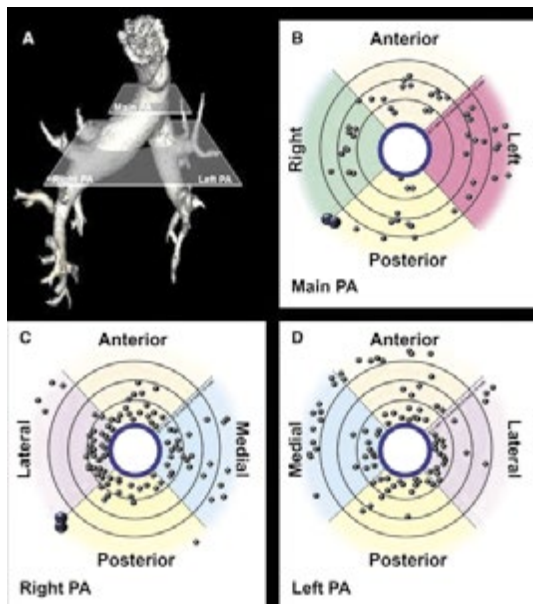 A
Main PA
Right PA
Left PA
B
Anterior
Right
Left
Posterior
Main PA
C
Anterior
Lateral
Medial
Posterior
Right PA
D
Anterior
Medial
Lateral
Posterior
Left PA